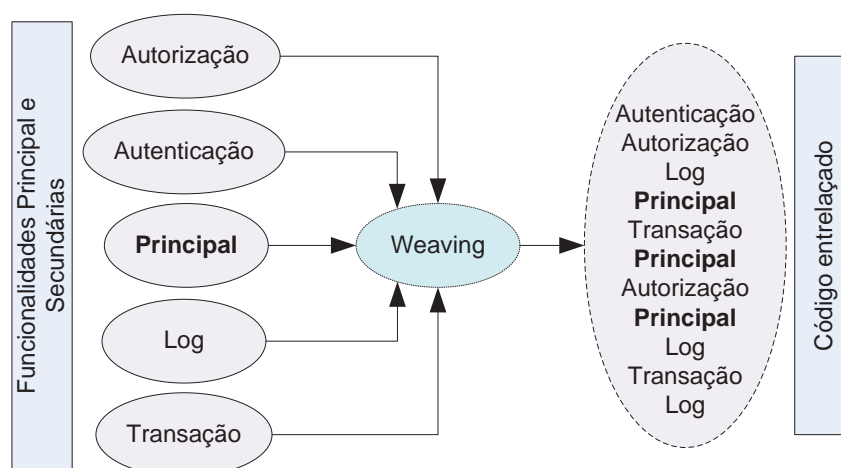 Funcionalidades Principal e
Secundárias
Autorização
Autenticação
Principal
Log
Transação
Weaving
Autenticação
Autorização
Log
Principal
Transação
Principal
Autorização
Principal
Log
Transação
Log
Código entrelaçado